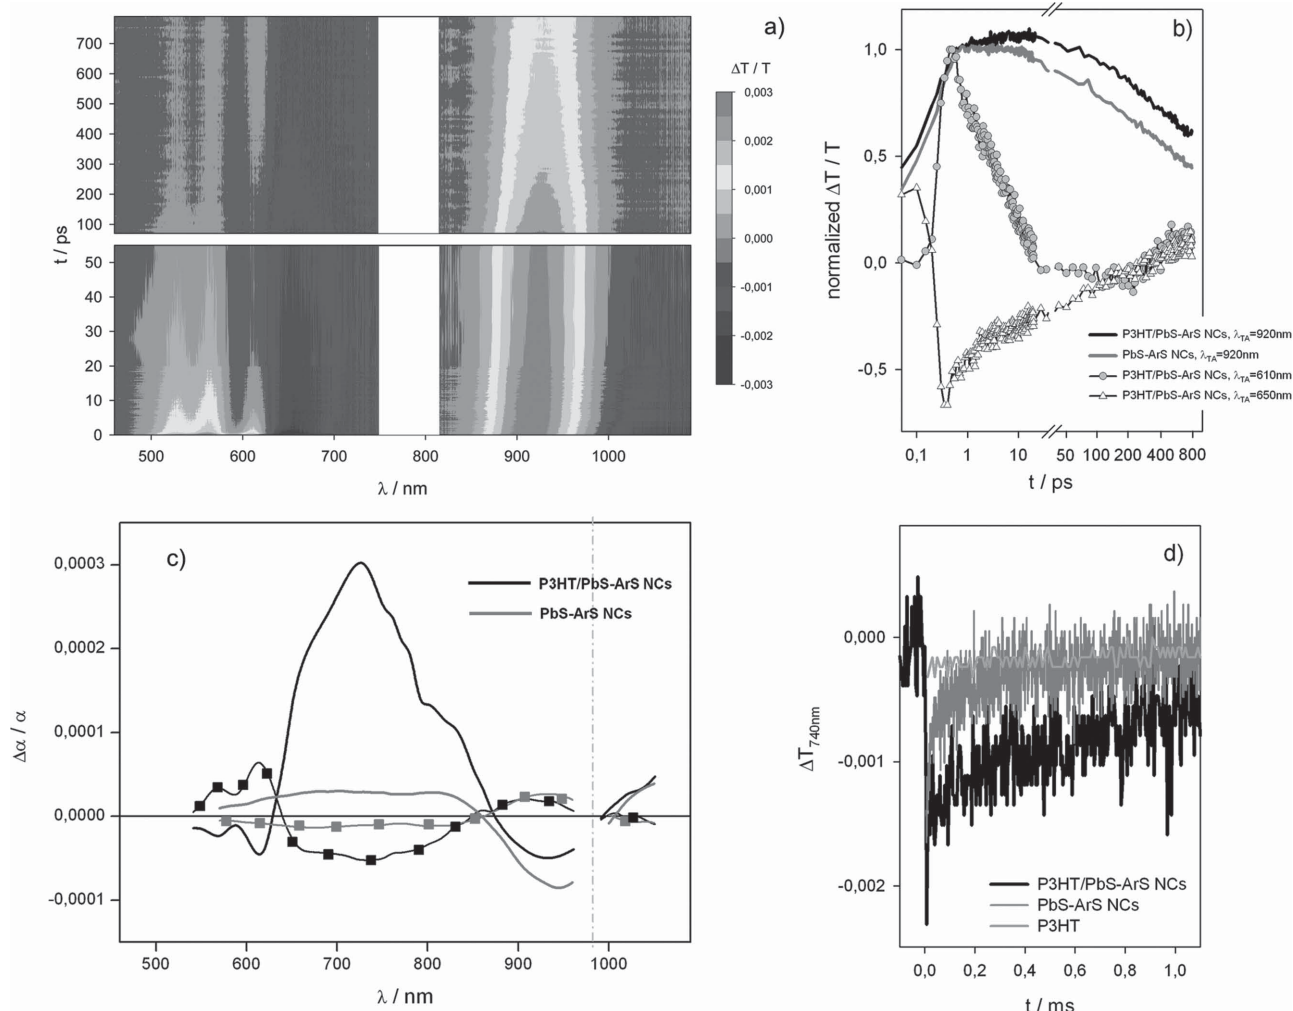 a)
ΔT / T
0,003
0,002
0,001
0,000
-0,001
-0,002
-0,003
700
600
500
400
300
200
100
50
40
30
20
10
0
t / ps
500 600 700 800 900 1000
λ / nm
b)
1,0
0,5
0,0
-0,5
normalized ΔT / T
P3HT/PbS-ArS NCs, λTA=920nm
PbS-ArS NCs, λTA=920nm
P3HT/PbS-ArS NCs, λTA=610nm
P3HT/PbS-ArS NCs, λTA=650nm
0,1 1 10 50 100 200 400 800
t / ps
c)
0,0003
0,0002
0,0001
0,0000
-0,0001
Δα / α
P3HT/PbS-ArS NCs
PbS-ArS NCs
500 600 700 800 900 1000
λ / nm
d)
0,000
-0,001
-0,002
ΔT740nm
P3HT/PbS-ArS NCs
PbS-ArS NCs
P3HT
0,0 0,2 0,4 0,6 0,8 1,0
t / ms